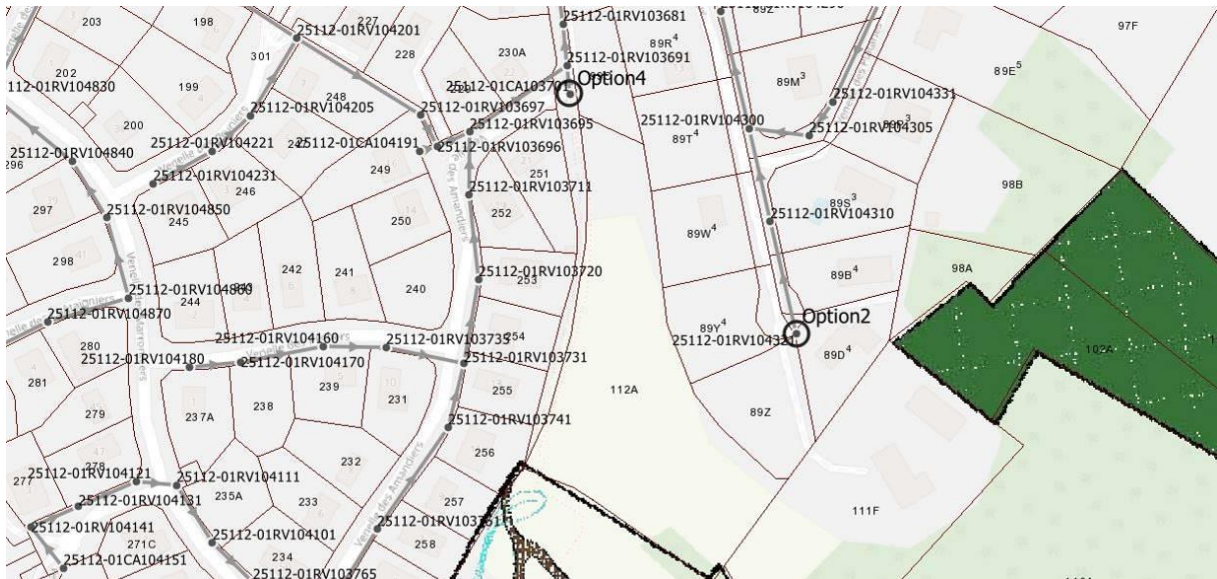 203
198
227
25112-01RV103681
97F
25112-01RV104201
230A
89R⁴
301
228
25112-01RV103691
89M³
89E⁵
202
25112-01RV104830
199
25112-01CA103701
Option4
248
25112-01RV104331
25112-01RV104205
25112-01RV103697
200
25112-01RV103695
25112-01RV104300
25112-01RV104305
89T⁴
25112-01RV104221
25112-01CA104191
25112-01RV103696
25112-01RV104840
296
249
251
25112-01RV104231
246
98B
25112-01RV103711
297
25112-01RV104850
245
250
252
89S³
25112-01RV104310
89W⁴
298
242
241
98A
89B⁴
253
25112-01RV103720
240
244
25112-01RV104870
Option2
89Y⁴
25112-01RV104321
254
25112-01RV104160
25112-01RV103735
280
25112-01RV104180
25112-01RV104170
25112-01RV103731
89D⁴
102A
281
239
231
255
112A
238
279
237A
89Z
25112-01RV103741
232
256
278
25112-01RV104121
25112-01RV104111
277
25112-01RV104131
235A
233
257
Venelle des Amandiers
111F
25112-01RV104141
25112-01RV104101
258
271C
234
25112-01CA104151
25112-01RV103765